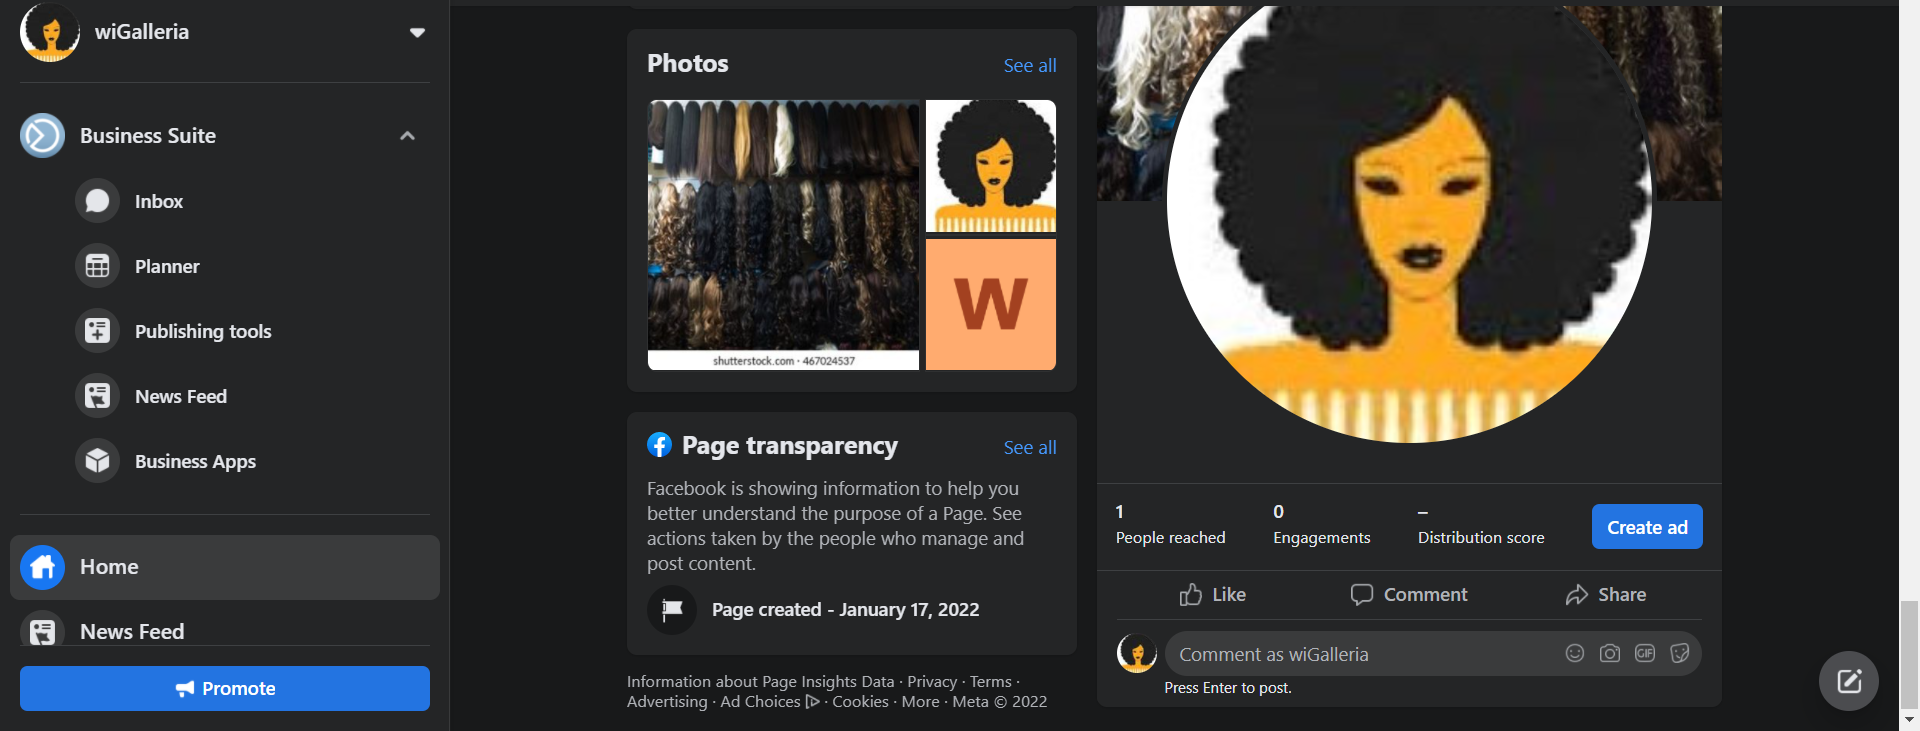 wiGalleria
Business Suite
Inbox
Planner
Publishing tools
News Feed
Business Apps
Home
News Feed
Promote
Photos
See all
shutterstock.com · 467024537
W
Page transparency
See all
Facebook is showing information to help you
better understand the purpose of a Page. See
actions taken by the people who manage and
post content.
Page created - January 17, 2022
Information about Page Insights Data · Privacy · Terms ·
Advertising · Ad Choices · Cookies · More · Meta © 2022
1
People reached
0
Engagements
–
Distribution score
Create ad
Like
Comment
Share
Comment as wiGalleria
GIF
Press Enter to post.